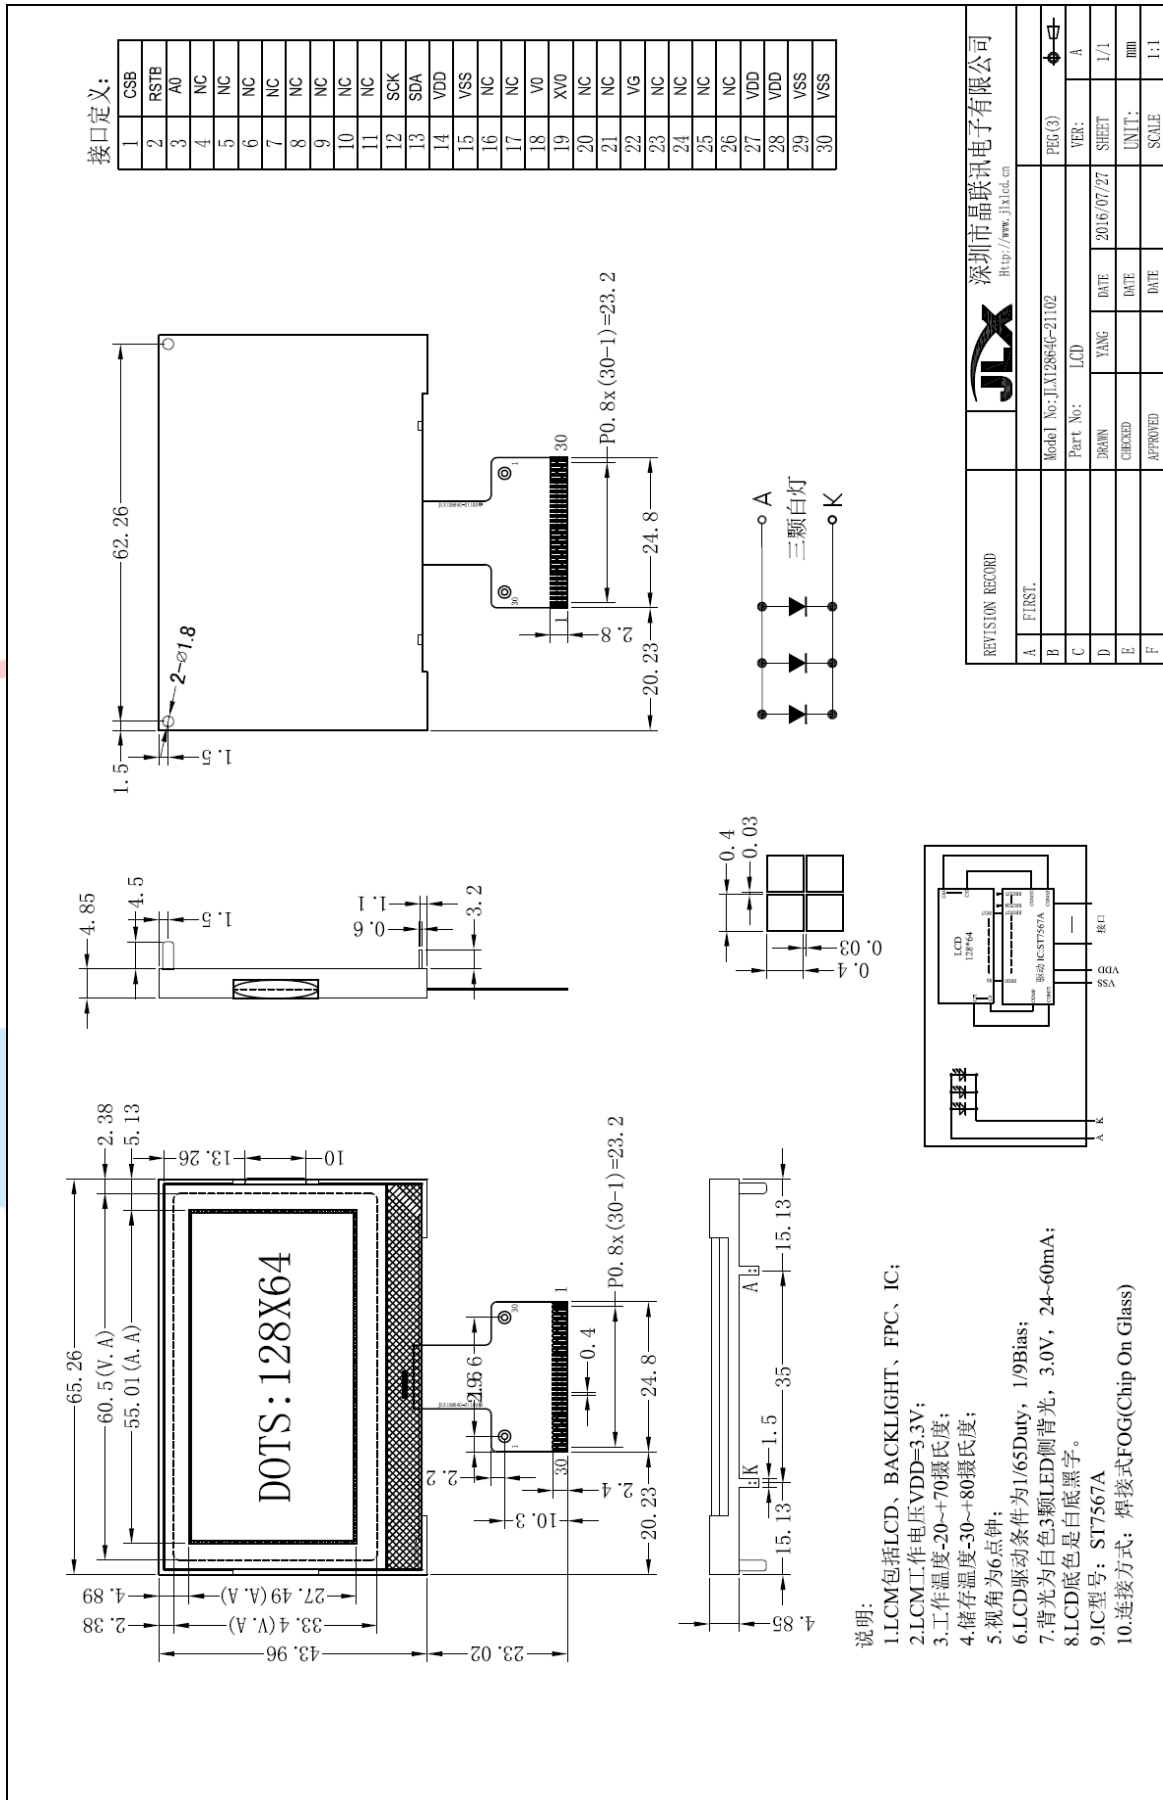 接口定义:
1 CSB
2 RSTB
3 A0
4 NC
5 NC
6 NC
7 NC
8 NC
9 NC
10 NC
11 NC
12 SCK
13 SDA
14 VDD
15 VSS
16 NC
17 NC
18 V0
19 XV0
20 NC
21 NC
22 VG
23 NC
24 NC
25 NC
26 NC
27 VDD
28 VDD
29 VSS
30 VSS
65.26
60.5(V.A)
55.01(A.A)
2.38
5.13
13.26
10
DOTS:128X64
4.89
2.38
27.49(A.A)
33.4(V.A)
43.96
23.02
2.2
10.3
2.4
30
1
0.4
P0.8x(30-1)=23.2
24.8
20.23
4.85
4.5
1.5
1.1
0.6
3.2
62.26
2-∅1.8
1.5
1.5
30
1
1
30
2.8
P0.8x(30-1)=23.2
24.8
20.23
4.85
K
A
1.5
15.13
35
15.13
0.4
0.03
0.03
0.4
A
三颗白灯
K
LCD
128*64
驱动 IC:ST7567A
A
K
VSS
VDD
接口
说明:
1.LCM包括LCD、BACKLIGHT、FPC、IC;
2.LCM工作电压VDD=3.3V;
3.工作温度-20~+70摄氏度;
4.储存温度-30~+80摄氏度;
5.视角为6点钟;
6.LCD驱动条件为1/65Duty, 1/9Bias;
7.背光为白色3颗LED侧背光, 3.0V, 24~60mA;
8.LCD底色是白底黑字。
9.IC型号: ST7567A
10.连接方式: 焊接式FOG(Chip On Glass)
REVISION RECORD
JLX 深圳市晶联讯电子有限公司
Http://www.jlxlcd.cn
A FIRST.
B Model No:JLX12864G-21102 PEG(3)
C Part No: LCD VER: A
D DRAWN YANG DATE 2016/07/27 SHEET 1/1
E CHECKED DATE UNIT: mm
F APPROVED DATE SCALE 1:1